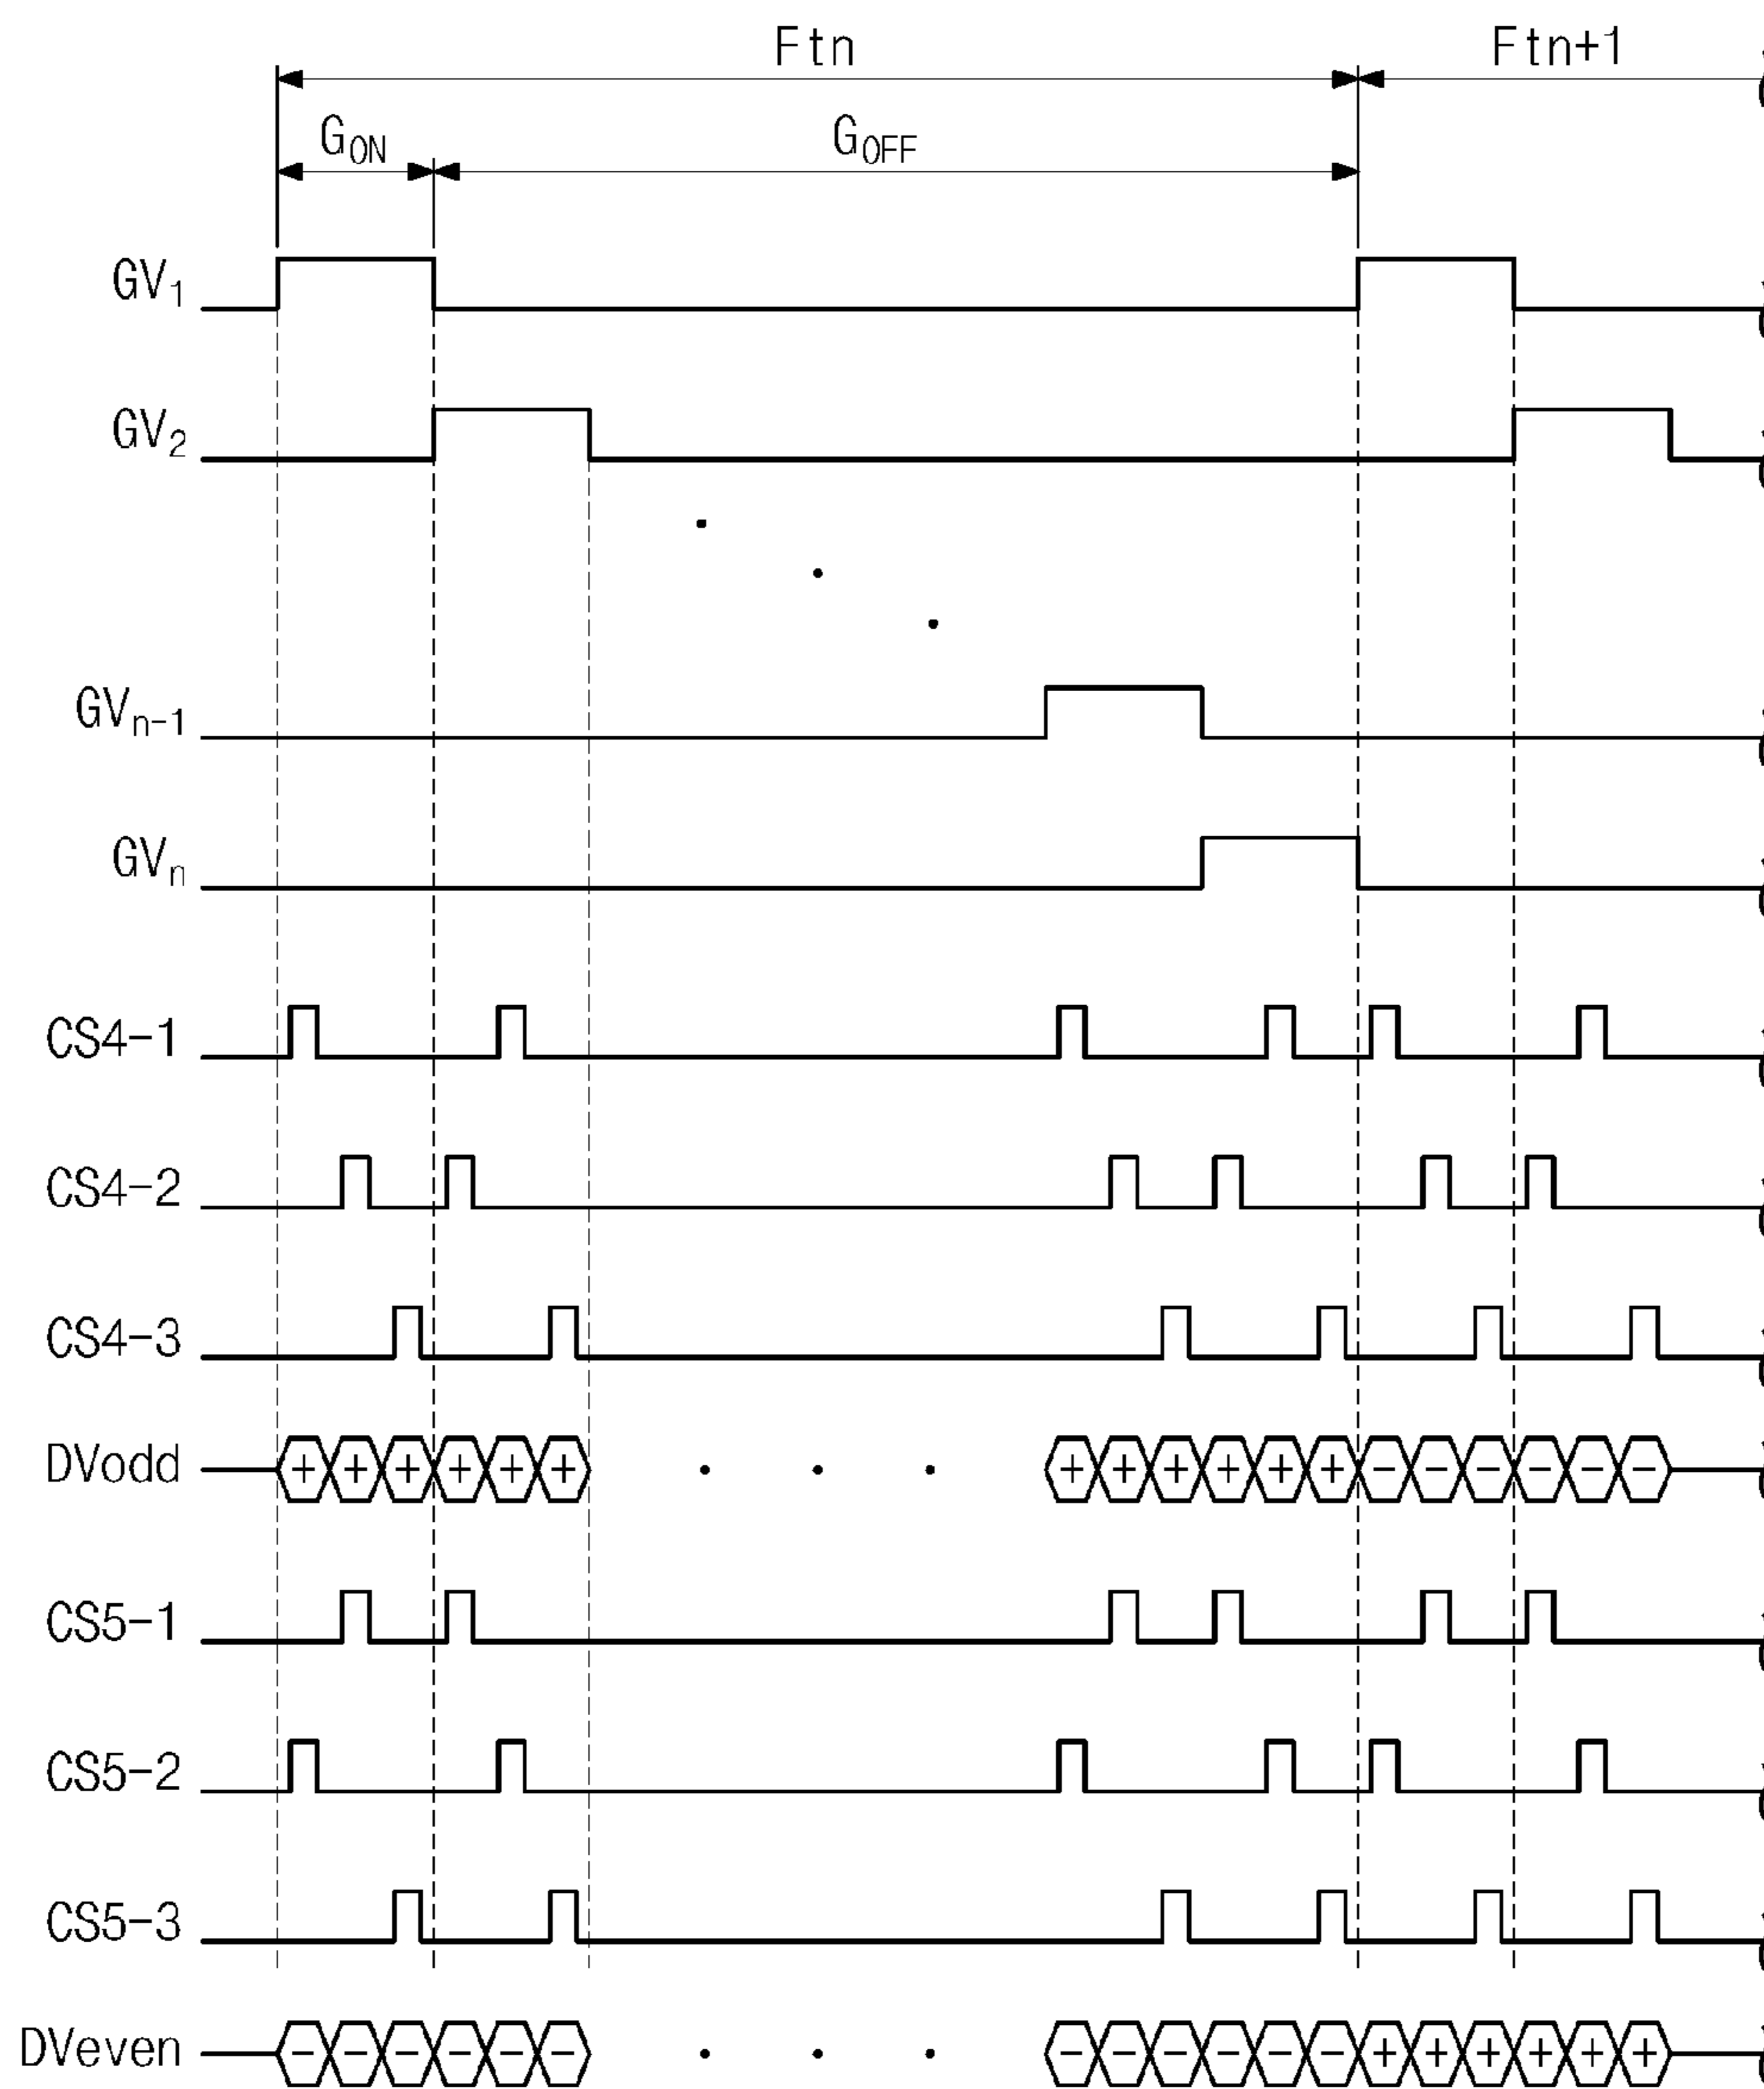 Ftn Ftn+1
GON GOFF
GV1
GV2
GVn-1
GVn
CS4-1
CS4-2
CS4-3
DVodd + + + + + + + + + + + + - - - - - -
CS5-1
CS5-2
CS5-3
DVeven - - - - - - - - - - - - + + + + + +